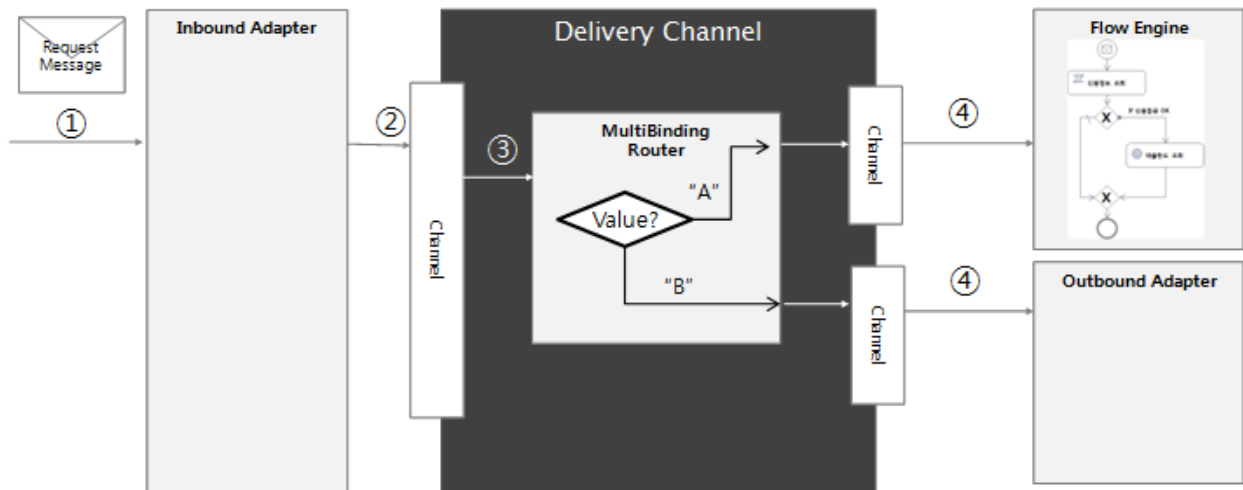 Request
Message
①
Inbound Adapter
②
Delivery Channel
Channel
③
MultiBinding
Router
Value?
"A"
"B"
Channel
④
Flow Engine
X
X
Channel
④
Outbound Adapter